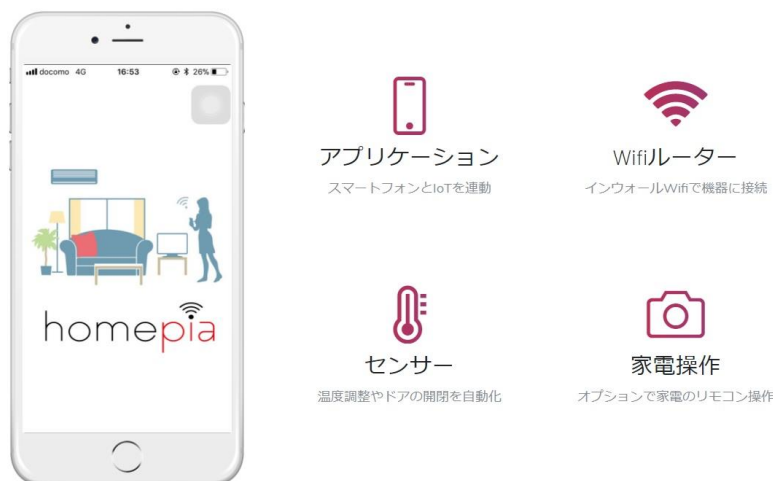 docomo 4G 16:53 26%
homepia
アプリケーション
スマートフォンとIoTを連動
Wifiルーター
インウォールWifiで機器に接続
センサー
温度調整やドアの開閉を自動化
家電操作
オプションで家電のリモコン操作